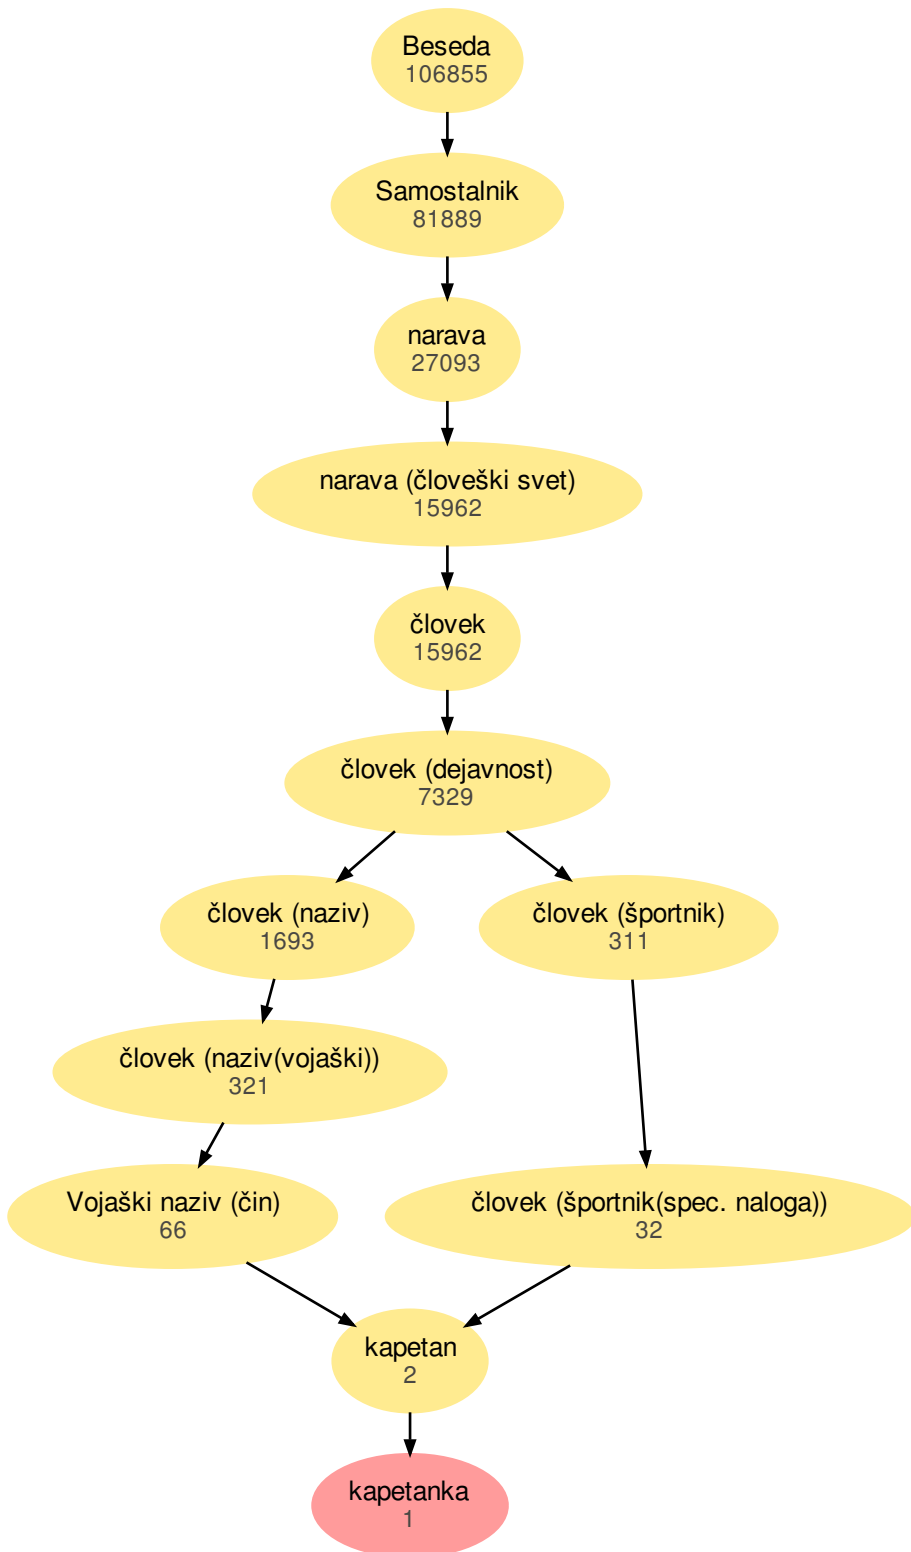 Beseda
106855
Samostalnik
81889
narava
27093
narava (človeški svet)
15962
človek
15962
človek (dejavnost)
7329
človek (naziv)
1693
človek (športnik)
311
človek (naziv(vojaški))
321
Vojaški naziv (čin)
66
človek (športnik(spec. naloga))
32
kapetan
2
kapetanka
1